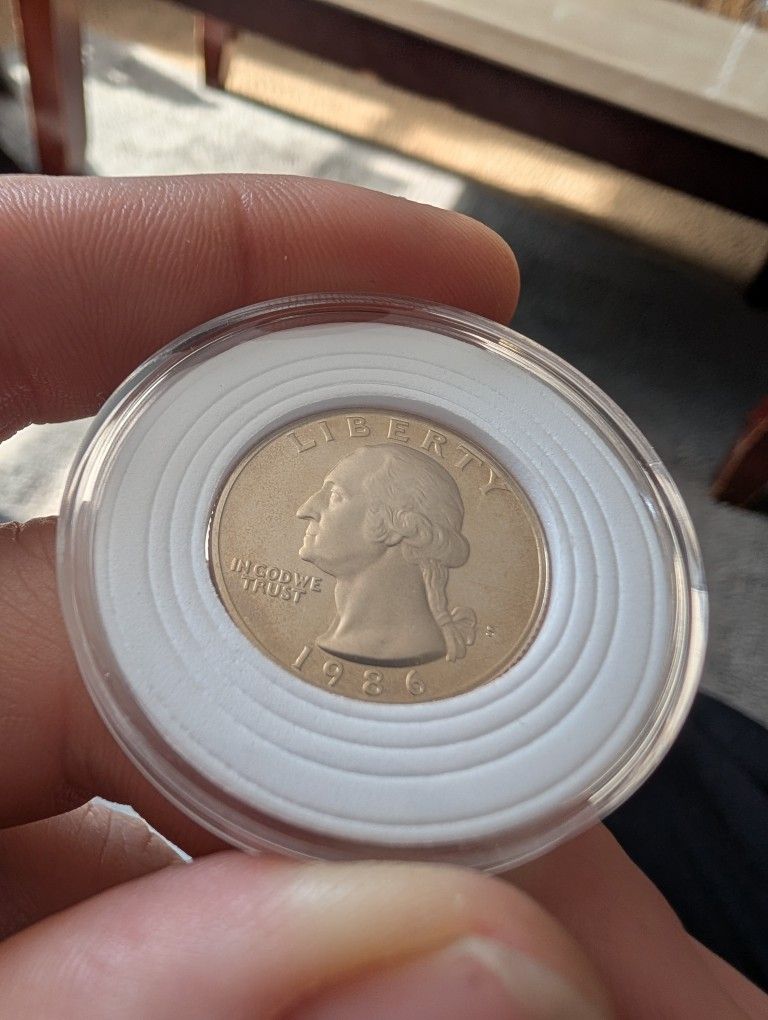 LIBERTY
IN GOD WE
TRUST
1986